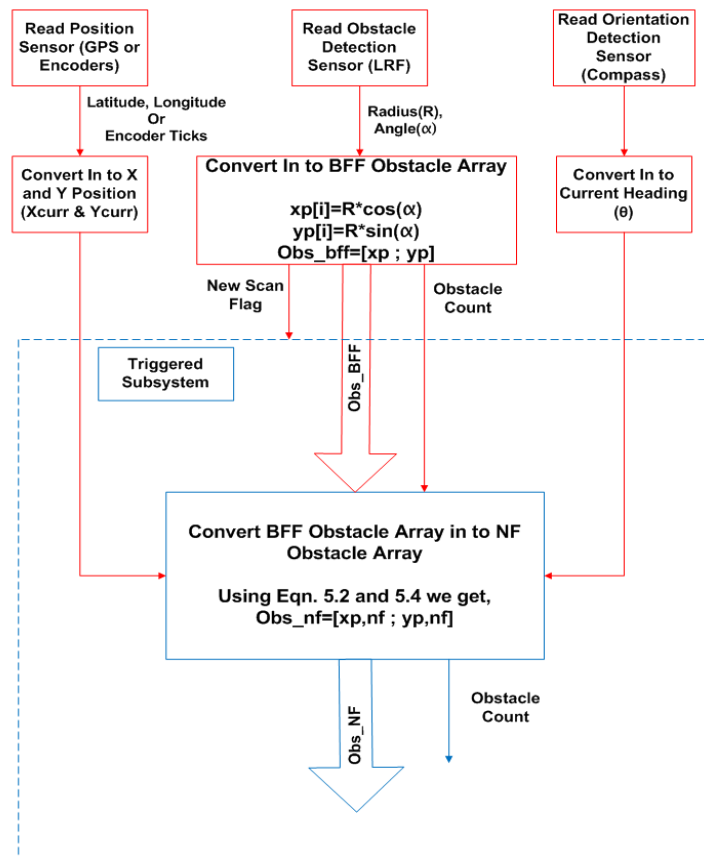 Read Position
Sensor (GPS or
Encoders)
Read Obstacle
Detection
Sensor (LRF)
Read Orientation
Detection
Sensor
(Compass)
Latitude, Longitude
Or
Encoder Ticks
Radius(R),
Angle(α)
Convert In to X
and Y Position
(Xcurr & Ycurr)
Convert In to BFF Obstacle Array
xp[i]=R*cos(α)
yp[i]=R*sin(α)
Obs_bff=[xp ; yp]
Convert In to
Current Heading
(θ)
New Scan
Flag
Obstacle
Count
Triggered
Subsystem
Obs_BFF
Convert BFF Obstacle Array in to NF
Obstacle Array
Using Eqn. 5.2 and 5.4 we get,
Obs_nf=[xp,nf ; yp,nf]
Obs_NF
Obstacle
Count